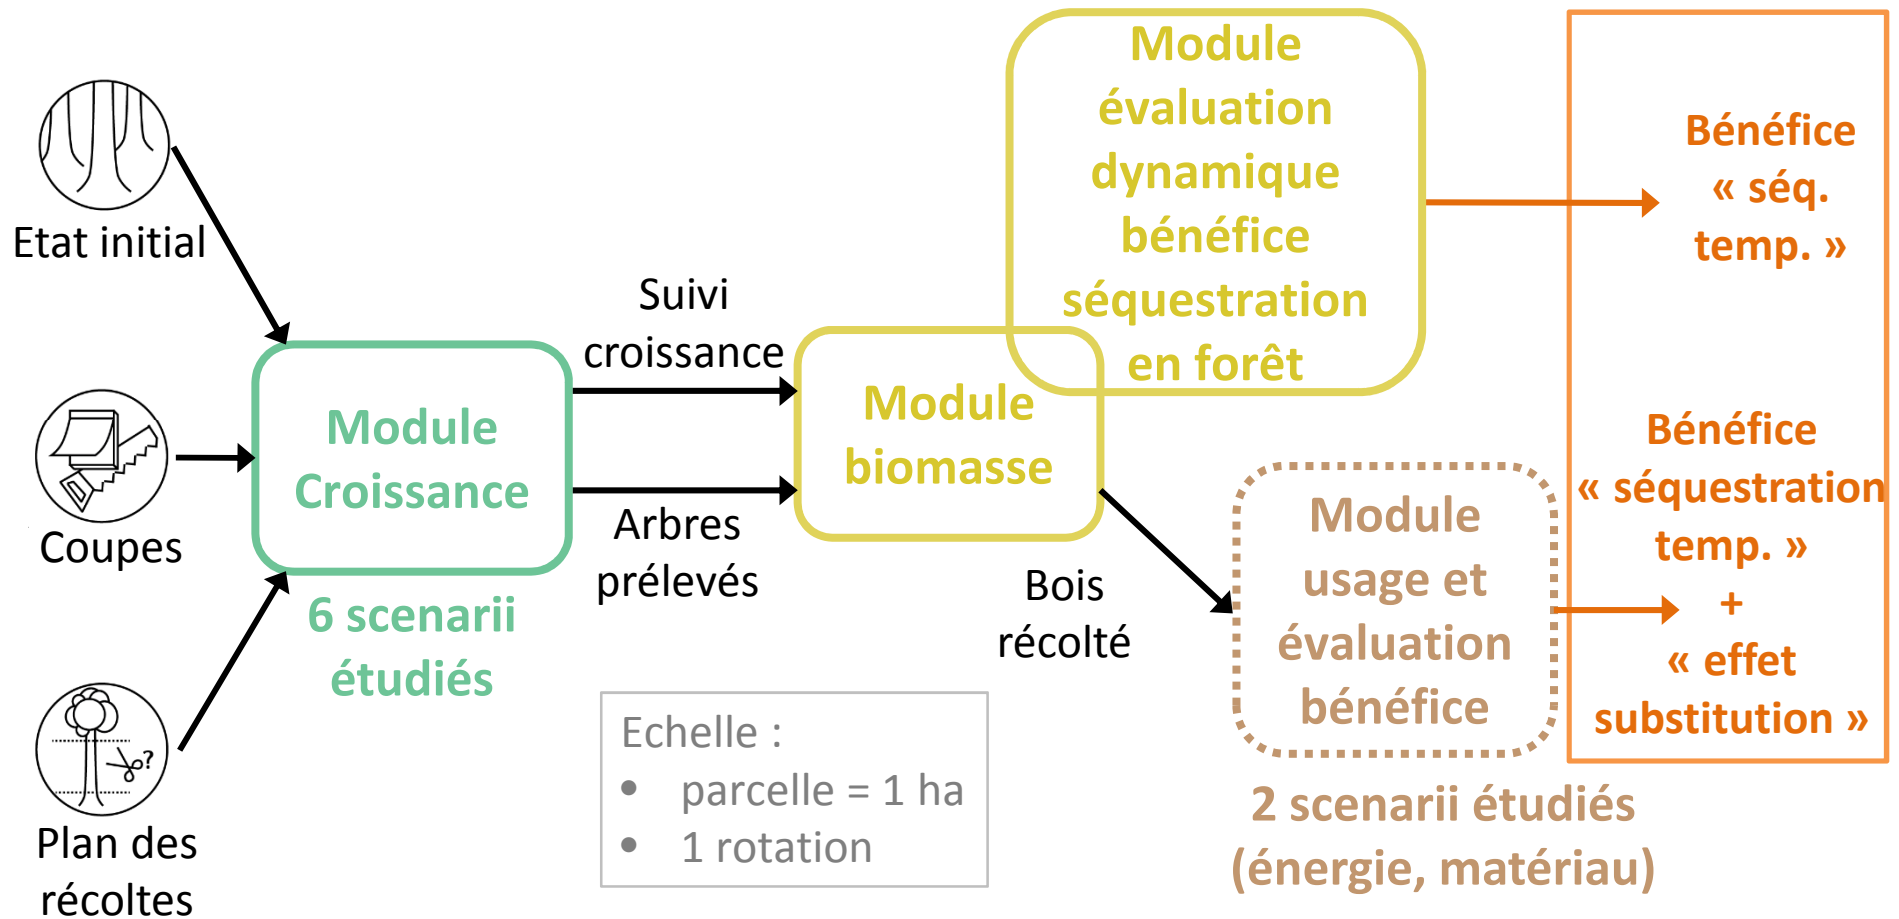 Etat initial
Coupes
Plan des
récoltes
Module
Croissance
6 scenarii
étudiés
Suivi
croissance
Arbres
prélevés
Echelle :
• parcelle = 1 ha
• 1 rotation
Module
biomasse
Module
évaluation
dynamique
bénéfice
séquestration
en forêt
Bois
récolté
Module
usage et
évaluation
bénéfice
2 scenarii étudiés
(énergie, matériau)
Bénéfice
« séq.
temp. »
Bénéfice
« séquestration
temp. »
+
« effet
substitution »
?